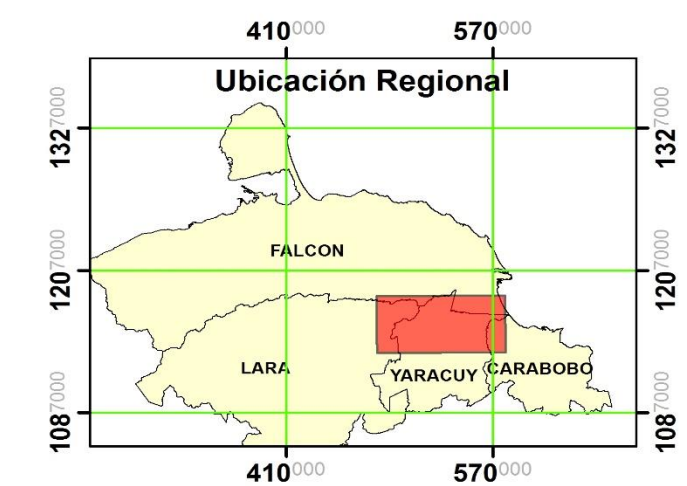 410000 570000
Ubicación Regional
1327000 1327000
FALCON
1207000 1207000
LARA YARACUY CARABOBO
1087000 1087000
410000 570000